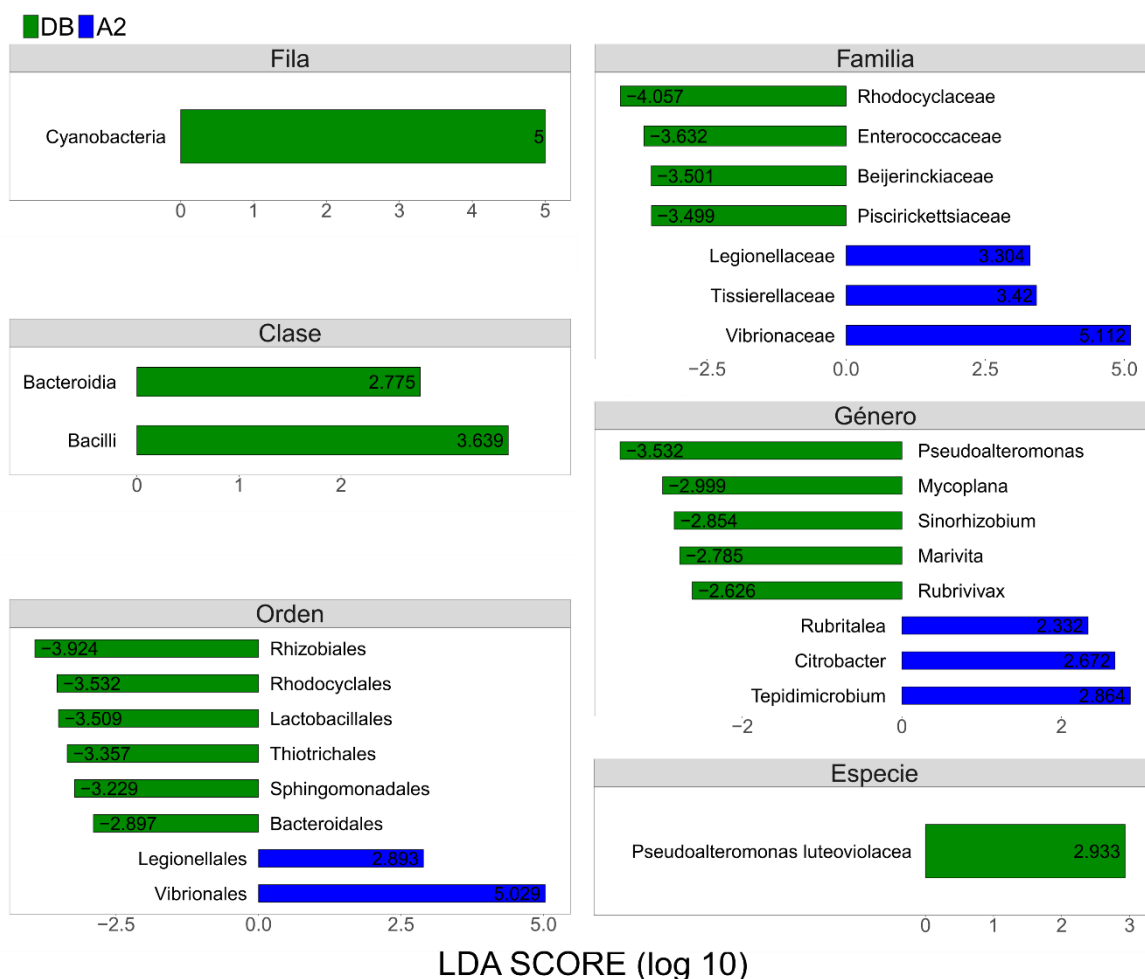 DB A2
Fila
Cyanobacteria 5
0 1 2 3 4 5
Clase
Bacteroidia 2.775
Bacilli 3.639
0 1 2
Orden
−3.924 Rhizobiales
−3.532 Rhodocyclales
−3.509 Lactobacillales
−3.357 Thiotrichales
−3.229 Sphingomonadales
−2.897 Bacteroidales
Legionellales 2.893
Vibrionales 5.029
−2.5 0.0 2.5 5.0
Familia
−4.057 Rhodocyclaceae
−3.632 Enterococcaceae
−3.501 Beijerinckiaceae
−3.499 Piscirickettsiaceae
Legionellaceae 3.304
Tissierellaceae 3.42
Vibrionaceae 5.112
−2.5 0.0 2.5 5.0
Género
−3.532 Pseudoalteromonas
−2.999 Mycoplana
−2.854 Sinorhizobium
−2.785 Marivita
−2.626 Rubrivivax
Rubritalea 2.332
Citrobacter 2.672
Tepidimicrobium 2.864
−2 0 2
Especie
Pseudoalteromonas luteoviolacea 2.933
0 1 2 3
LDA SCORE (log 10)